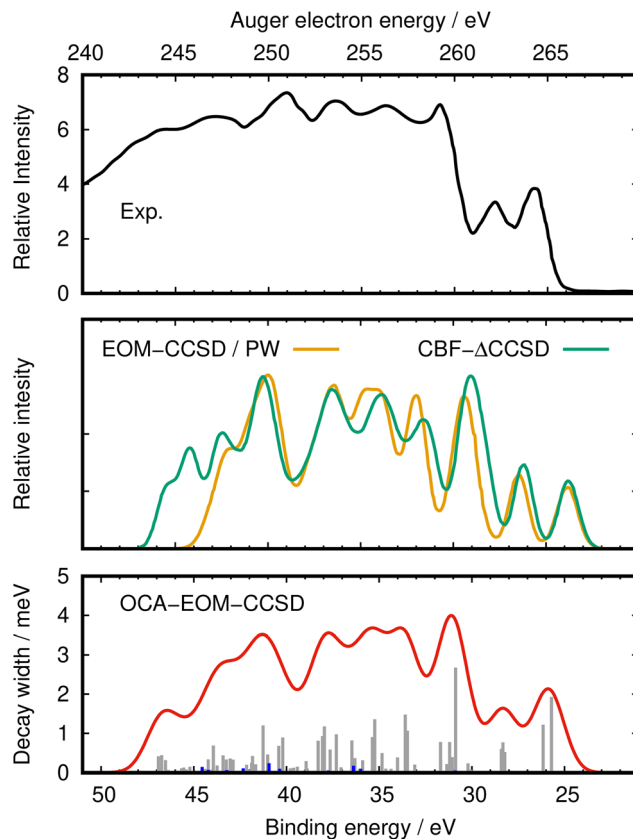 Auger electron energy / eV
240 245 250 255 260 265
8
6
4
2
0
Relative Intensity
Exp.
EOM−CCSD / PW
CBF−ΔCCSD
Relative intesity
5
4
3
2
1
0
Decay width / meV
OCA−EOM−CCSD
50 45 40 35 30 25
Binding energy / eV